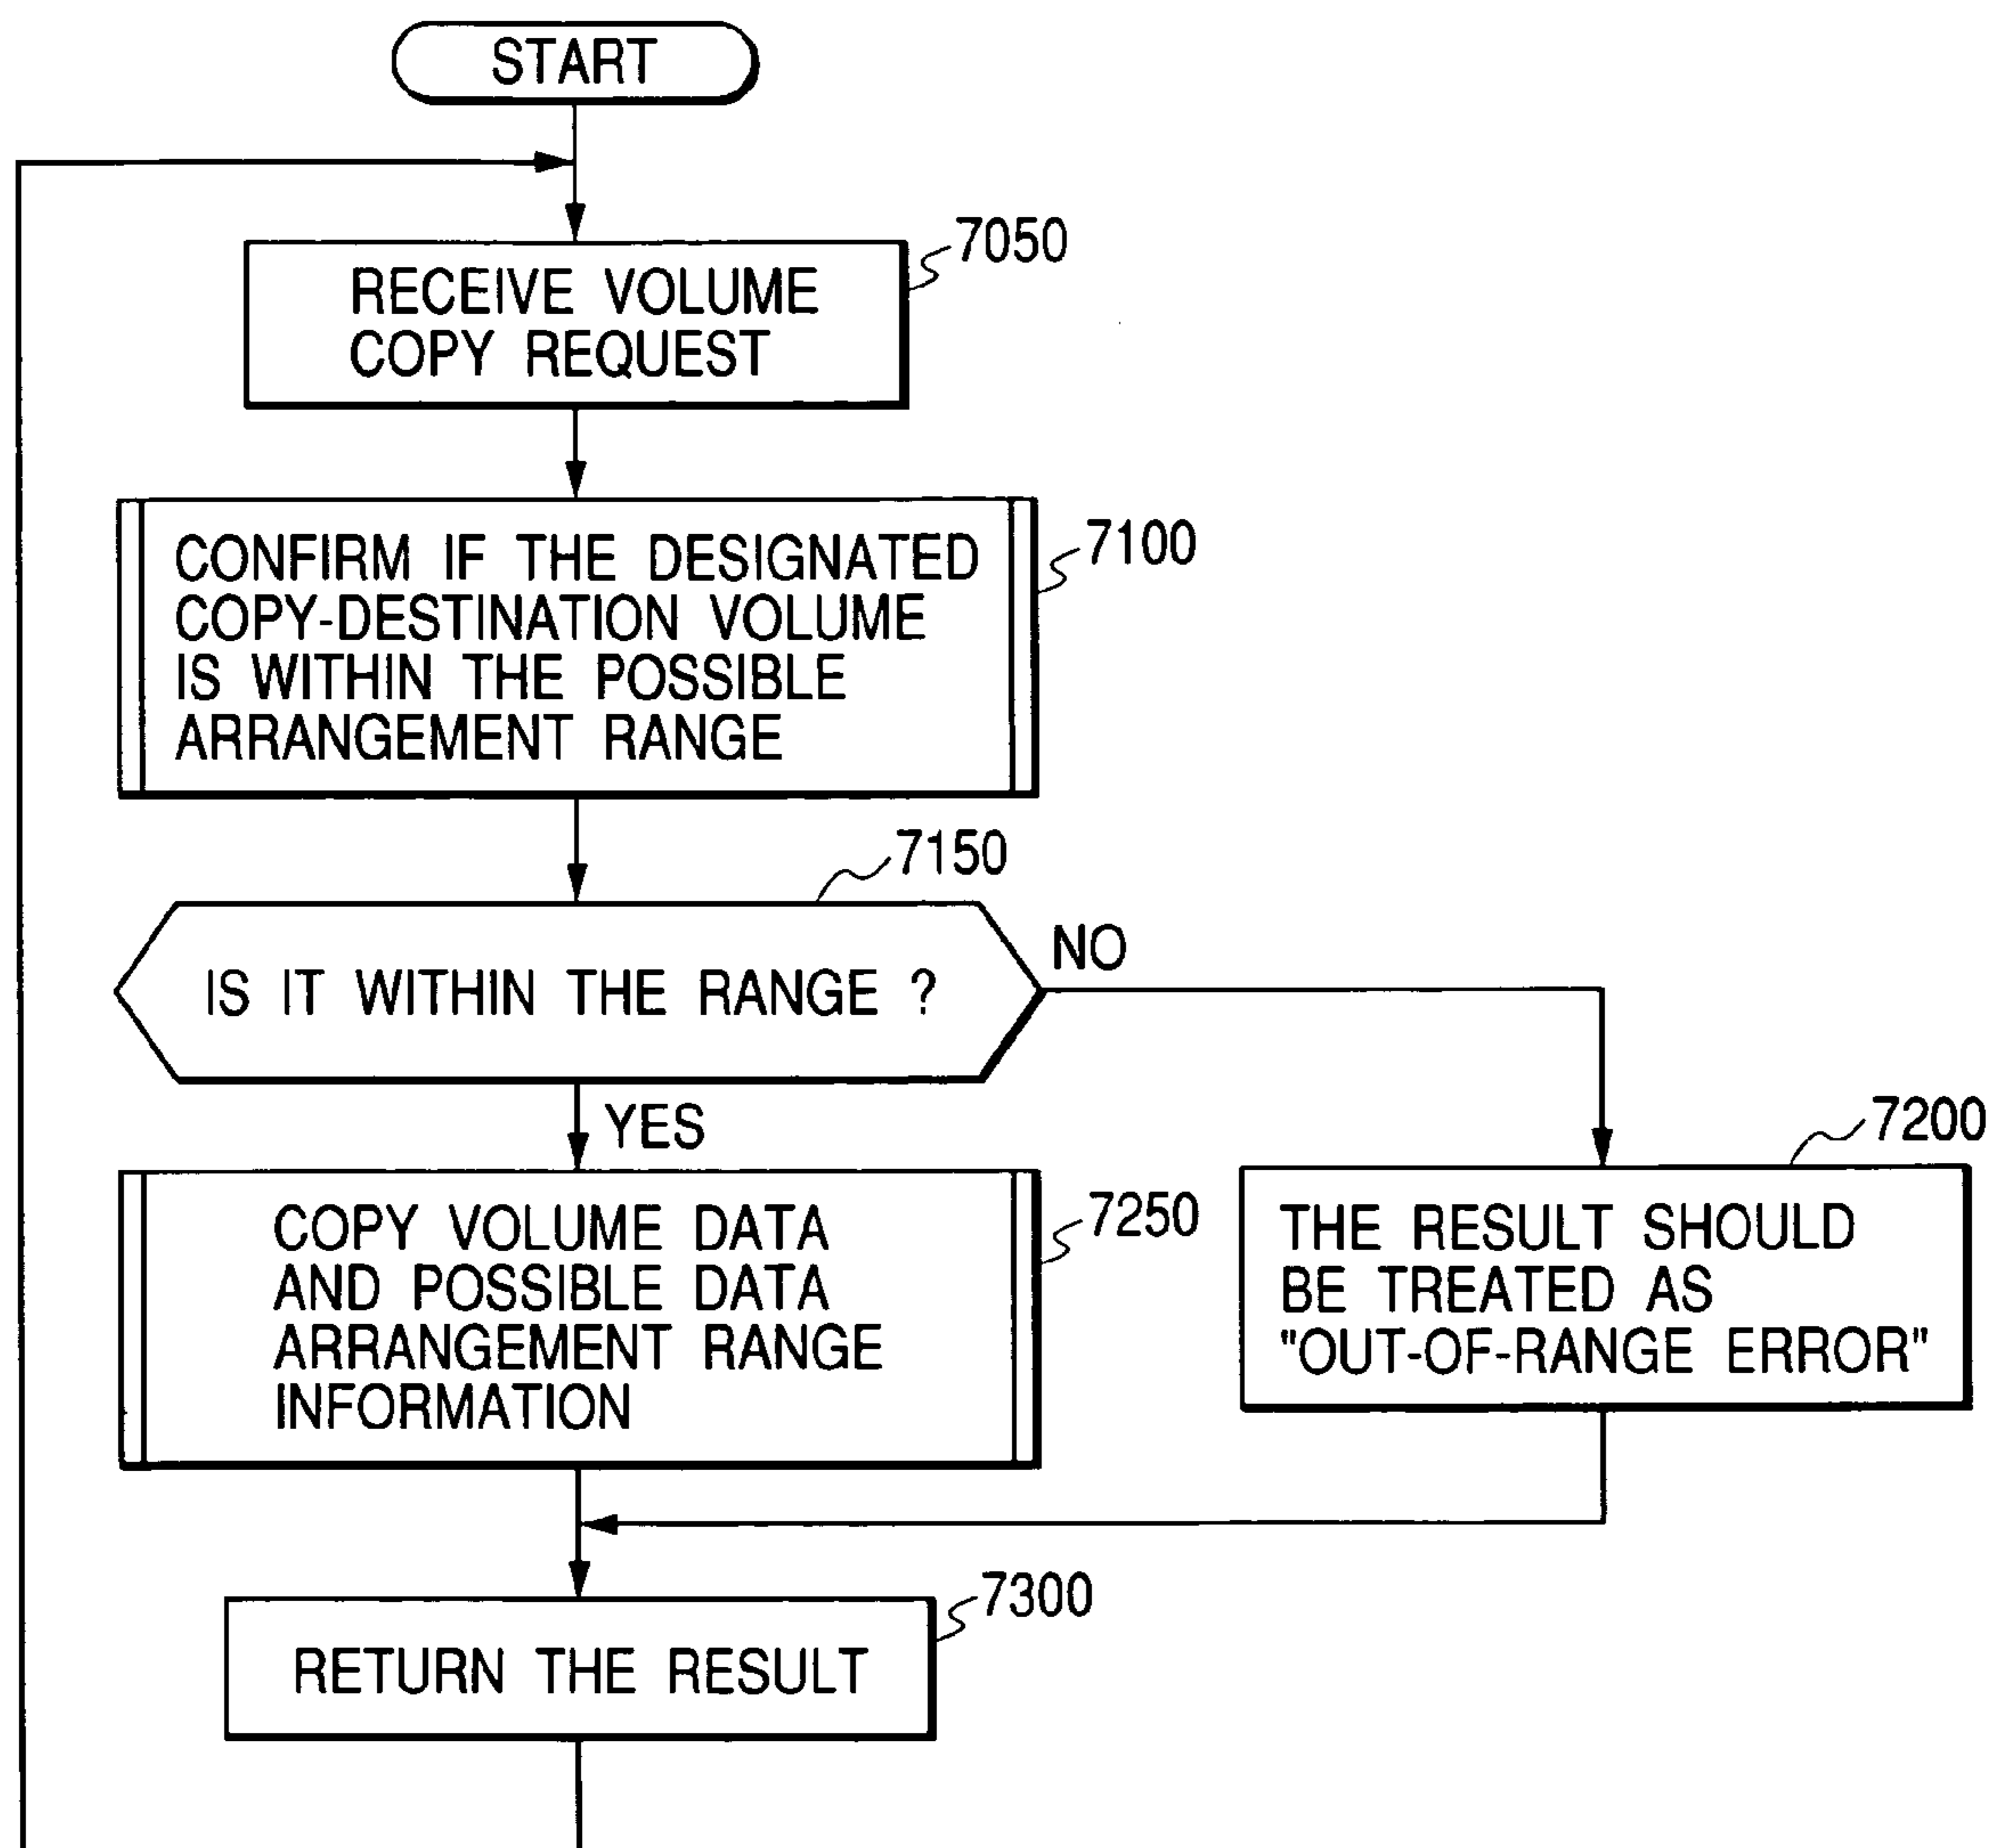 START
7050
RECEIVE VOLUME
COPY REQUEST
7100
CONFIRM IF THE DESIGNATED
COPY-DESTINATION VOLUME
IS WITHIN THE POSSIBLE
ARRANGEMENT RANGE
7150
IS IT WITHIN THE RANGE ?
NO
YES
7200
THE RESULT SHOULD
BE TREATED AS
"OUT-OF-RANGE ERROR"
7250
COPY VOLUME DATA
AND POSSIBLE DATA
ARRANGEMENT RANGE
INFORMATION
7300
RETURN THE RESULT